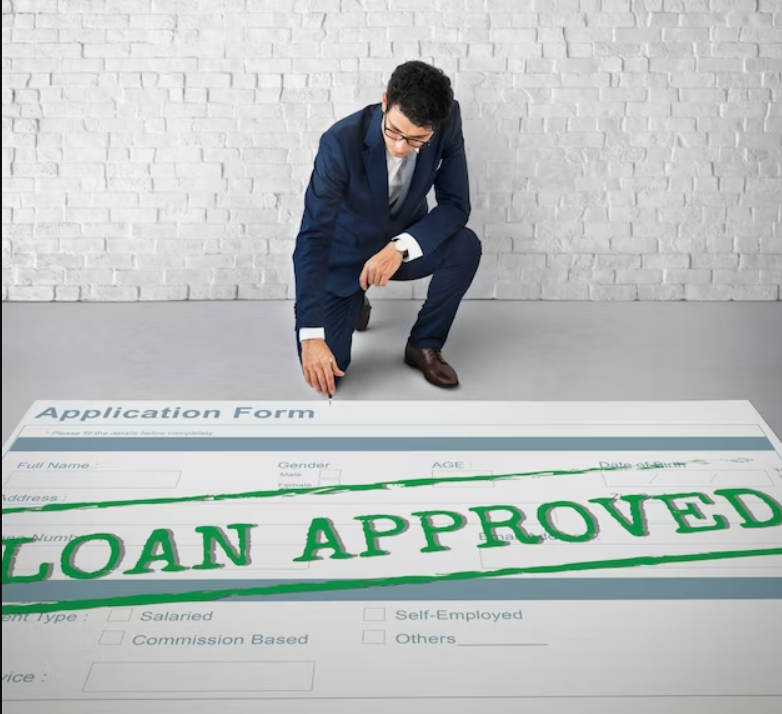 Application Form
* Please fill the details below completely
Full Name :
Gender
AGE :
Date of Birth
Male
Female
Address :
LOAN APPROVED
ent Type :
Salaried
Self-Employed
Commission Based
Others
vice :